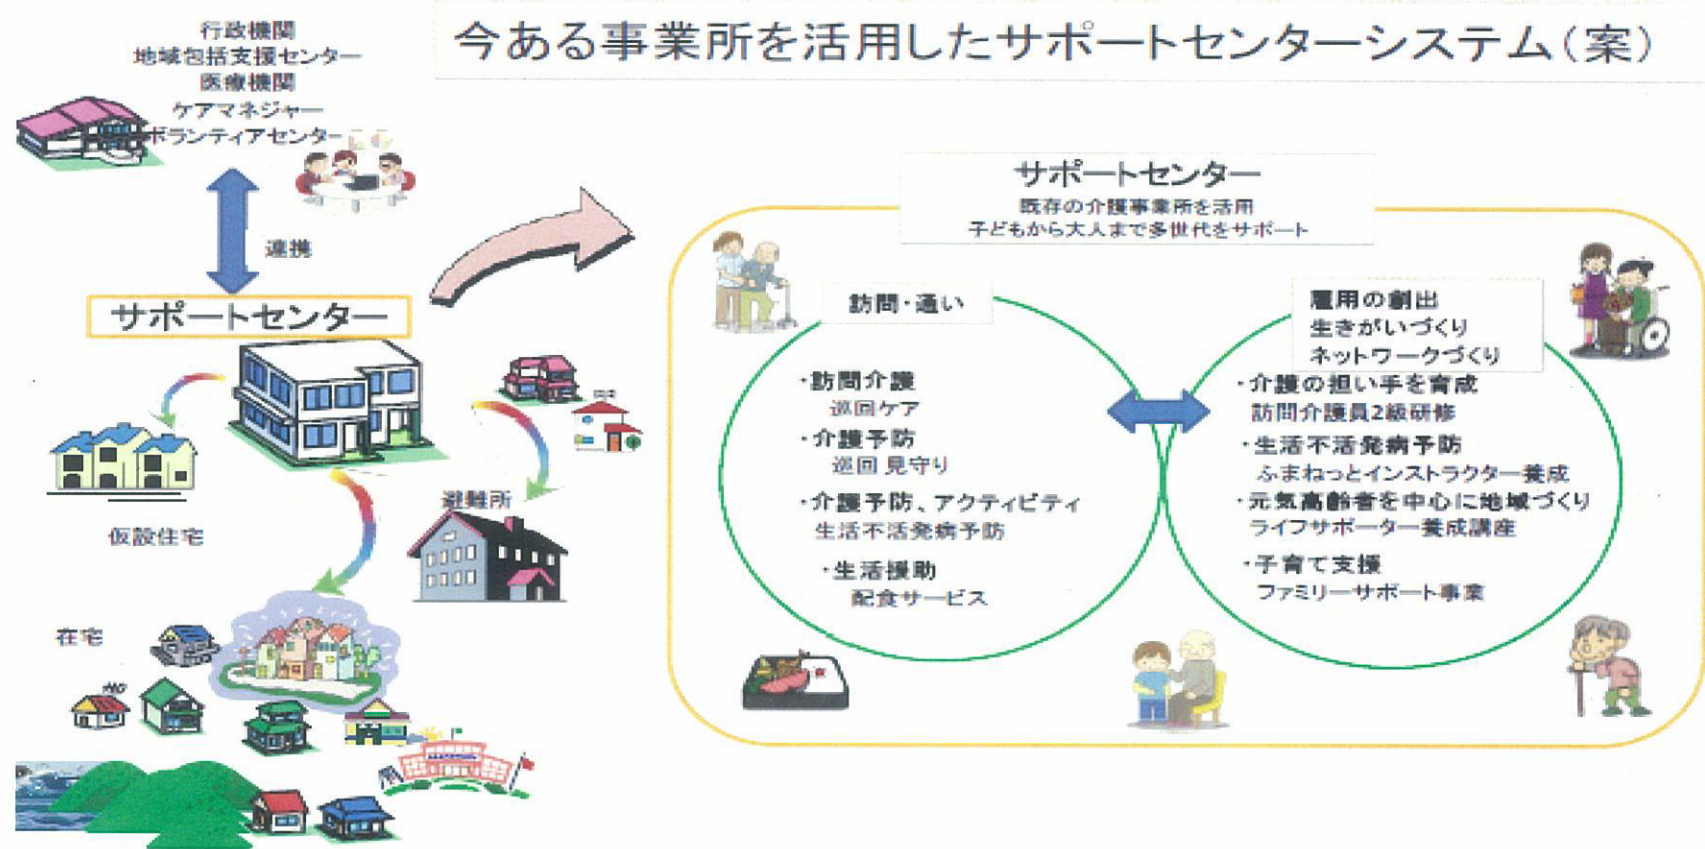 今ある事業所を活用したサポートセンターシステム(案)
行政機関
地域包括支援センター
医療機関
ケアマネジャー
ボランティアセンター
連携
サポートセンター
仮設住宅
避難所
在宅
サポートセンター
既存の介護事業所を活用
子どもから大人まで多世代をサポート
訪問・通い
・訪問介護
巡回ケア
・介護予防
巡回 見守り
・介護予防、アクティビティ
生活不活発病予防
・生活援助
配食サービス
雇用の創出
生きがいづくり
ネットワークづくり
・介護の担い手を育成
訪問介護員2級研修
・生活不活発病予防
ふまねっとインストラクター養成
・元気高齢者を中心に地域づくり
ライフサポーター養成講座
・子育て支援
ファミリーサポート事業